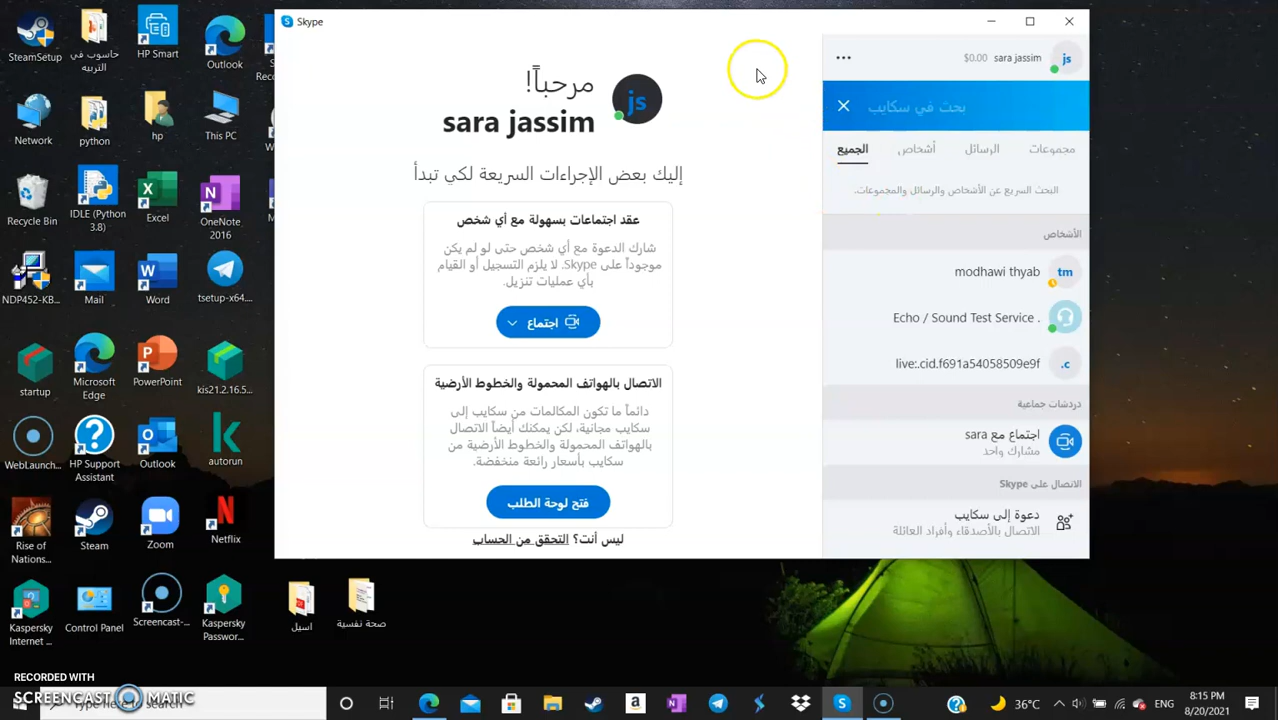 SteamSetup
حاسوب في
التربيه
HP Smart
Outlook
Network
python
hp
This PC
Recycle Bin
IDLE (Python
3.8)
Excel
OneNote
2016
NDP452-KB...
Mail
Word
tsetup-x64....
startup
Microsoft
Edge
PowerPoint
kis21.2.16.5...
WebLaunch...
HP Support
Assistant
Outlook
autorun
Rise of
Nations...
Steam
Zoom
Netflix
Kaspersky
Internet ...
Control Panel
Screencast-...
Kaspersky
Passwor...
اسيل
صحة نفسية
Skype
مرحباً!
js
sara jassim
إليك بعض الإجراءات السريعة لكي تبدأ
عقد اجتماعات بسهولة مع أي شخص
شارك الدعوة مع أي شخص حتى لو لم يكن
موجوداً على Skype. لا يلزم التسجيل أو القيام
بأي عمليات تنزيل.
اجتماع
الاتصال بالهواتف المحمولة والخطوط الأرضية
دائماً ما تكون المكالمات من سكايب إلى
سكايب مجانية، لكن يمكنك أيضاً الاتصال
بالهواتف المحمولة والخطوط الأرضية من
سكايب بأسعار رائعة منخفضة.
فتح لوحة الطلب
ليس أنت؟ التحقق من الحساب
$0.00 sara jassim js
بحث في سكايب
مجموعات الرسائل أشخاص الجميع
البحث السريع عن الأشخاص والرسائل والمجموعات.
الأشخاص
modhawi thyab tm
Echo / Sound Test Service .
live:.cid.f691a54058509e9f .c
دردشات جماعية
اجتماع مع sara
مشارك واحد
الاتصال على Skype
دعوة إلى سكايب
الاتصال بالأصدقاء وأفراد العائلة
RECORDED WITH
SCREENCAST MATIC
Type here to search
36°C
ENG
8:15 PM
8/20/2021